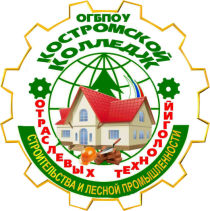 ОГБПОУ
КОСТРОМСКОЙ
КОЛЛЕДЖ
ОТРАСЛЕВЫХ ТЕХНОЛОГИЙ
СТРОИТЕЛЬСТВА И ЛЕСНОЙ ПРОМЫШЛЕННОСТИ